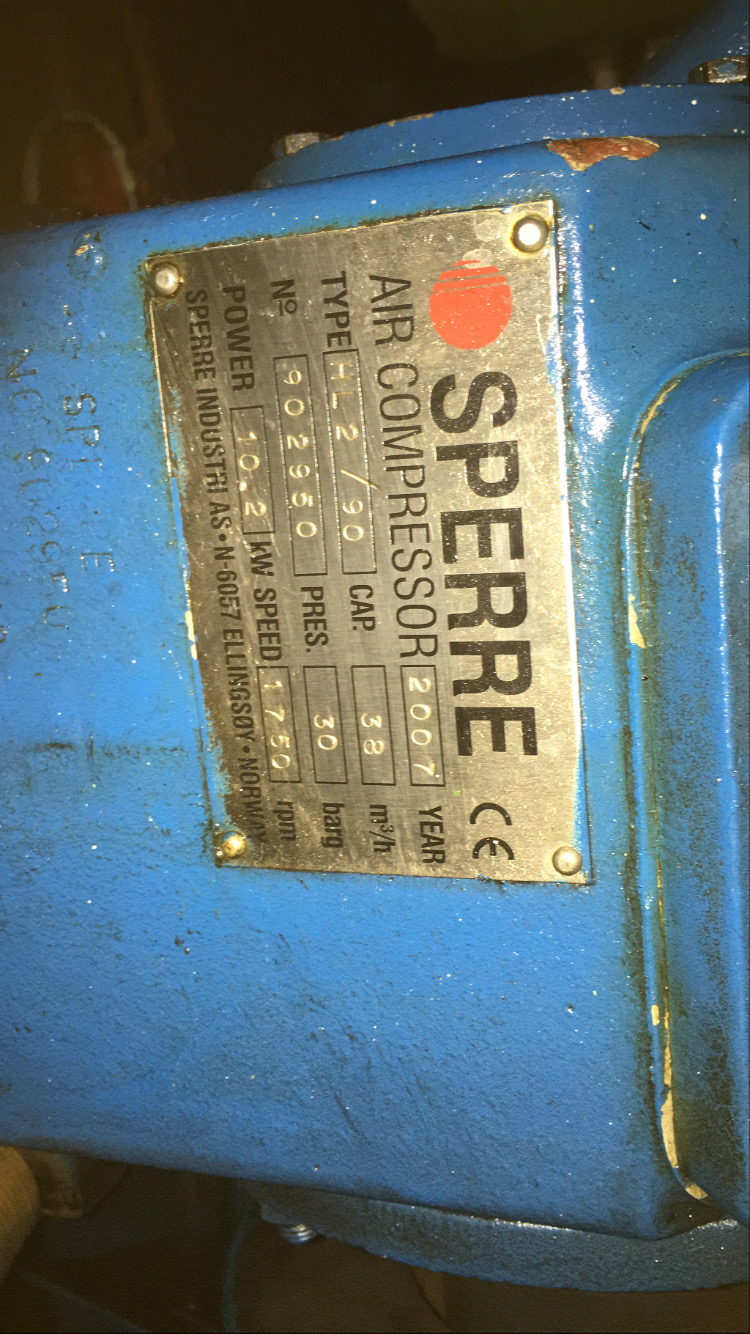 SPERRE CE
AIR COMPRESSOR 2007 YEAR
TYPE HL2/90 CAP. 38 m³/h
Nº 902950 PRES. 30 barg
POWER 10.2 kW SPEED 1750 rpm
SPERRE INDUSTRI AS • N-6057 ELLINGSØY • NORWAY